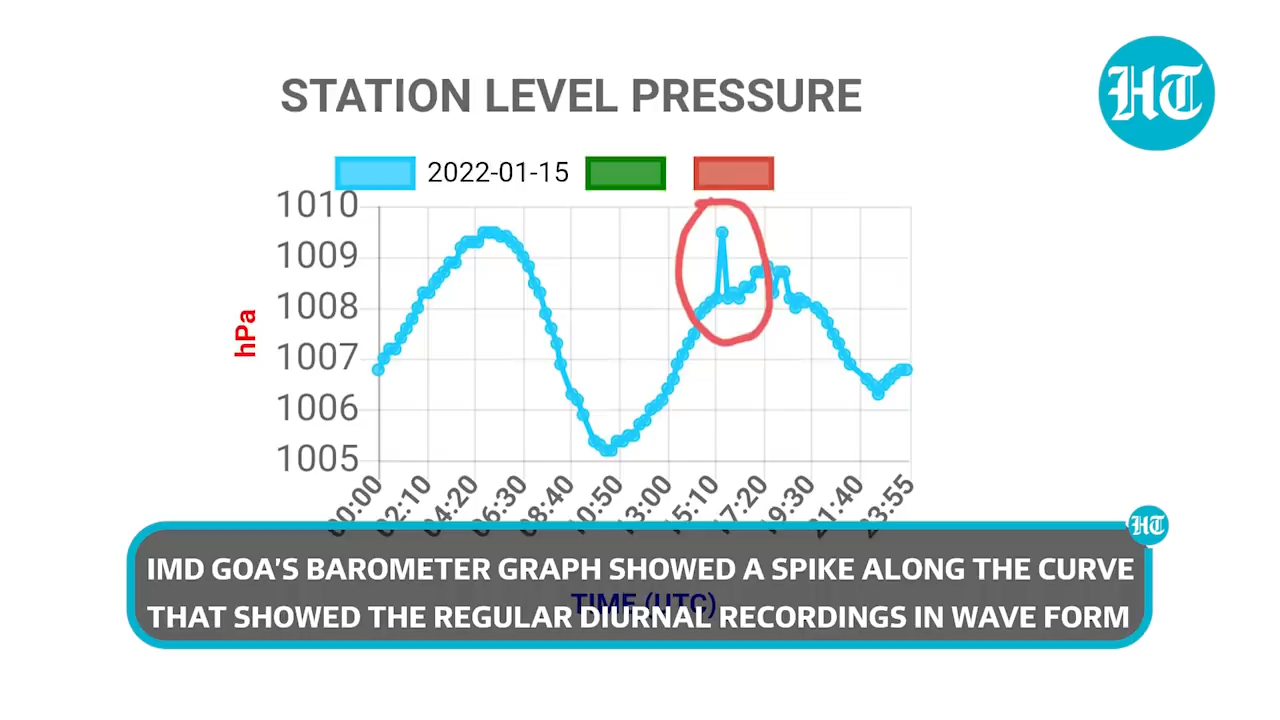 HT
STATION LEVEL PRESSURE
2022-01-15
1010
1009
1008
1007
1006
1005
hPa
00:00 02:10 04:20 06:30 08:40 10:50 13:00 15:10 17:20 19:30 21:40 23:55
HT
IMD GOA'S BAROMETER GRAPH SHOWED A SPIKE ALONG THE CURVE
TIME (UTC)
THAT SHOWED THE REGULAR DIURNAL RECORDINGS IN WAVE FORM